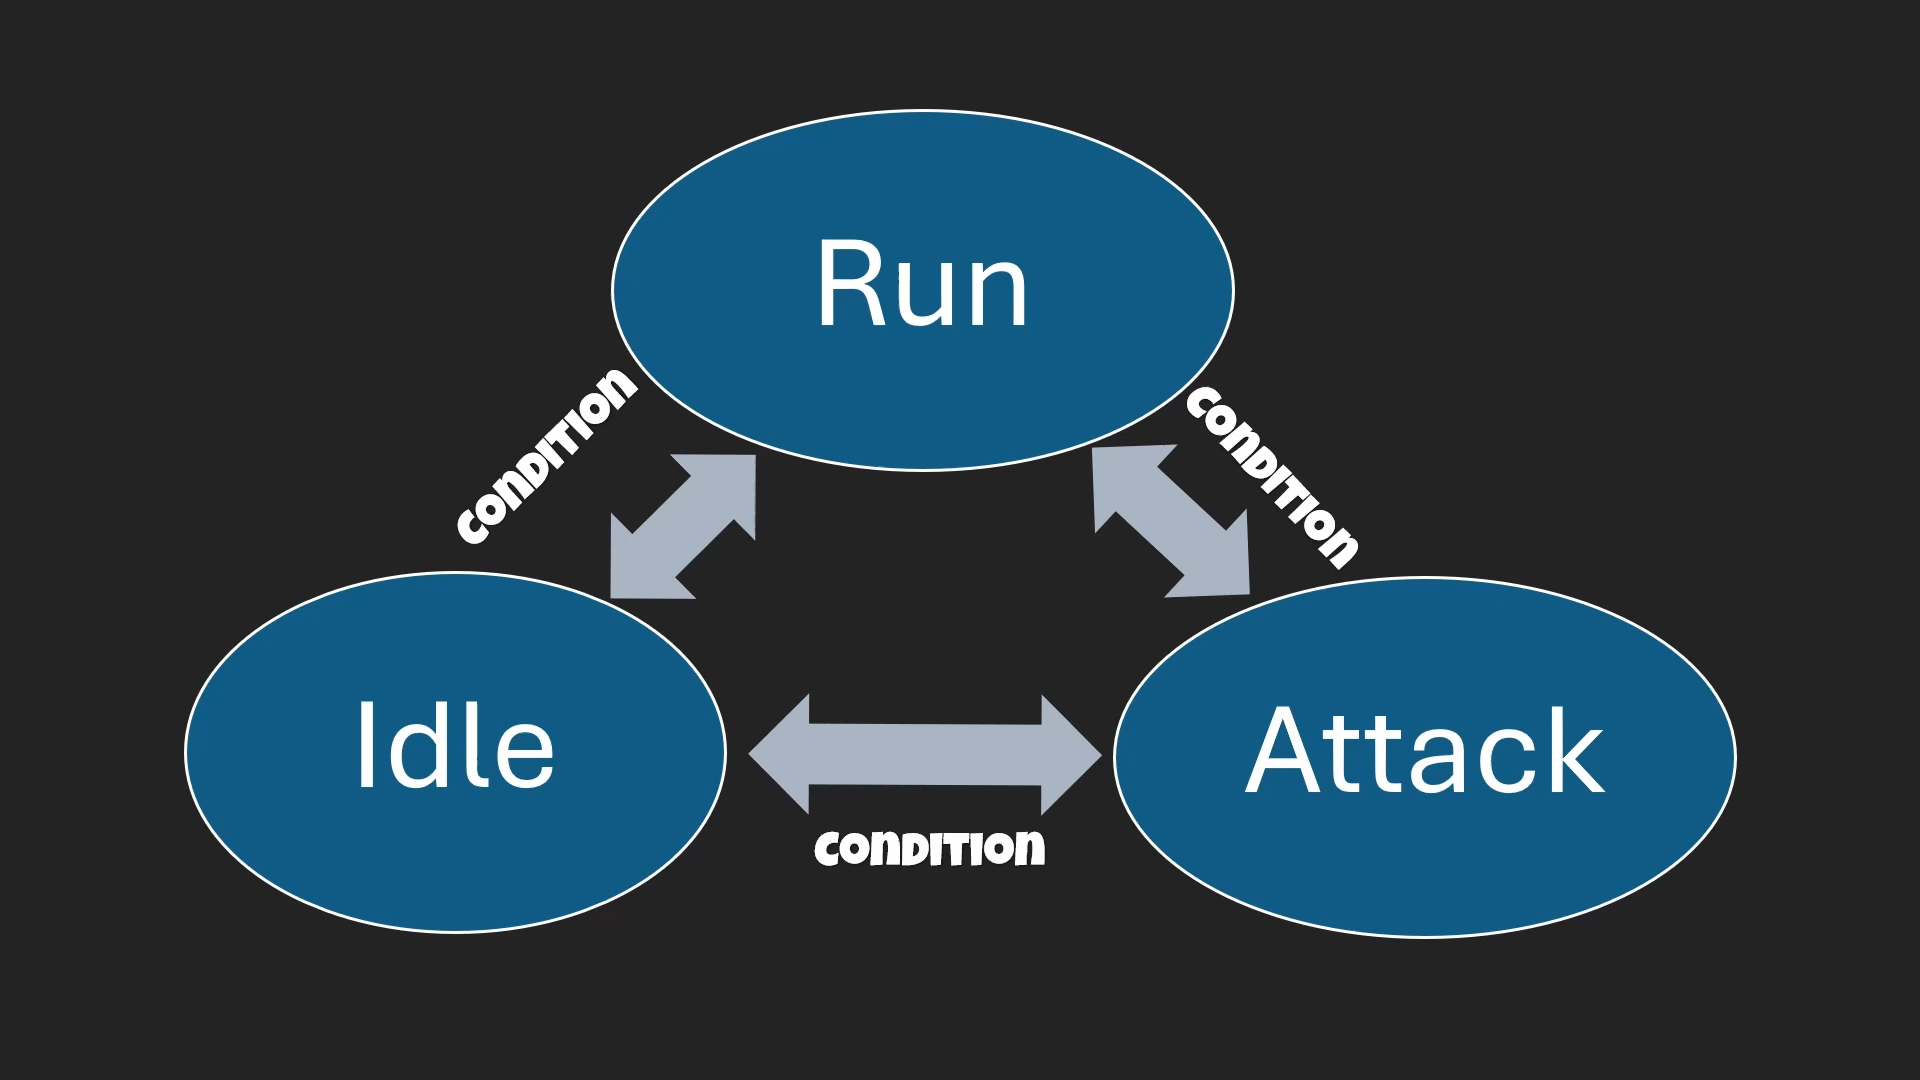 Run
CONDITION
CONDITION
Idle
Attack
CONDITION